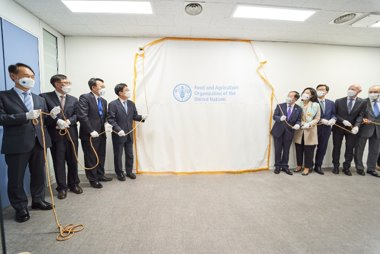 Food and Agriculture
Organization of the
United Nations